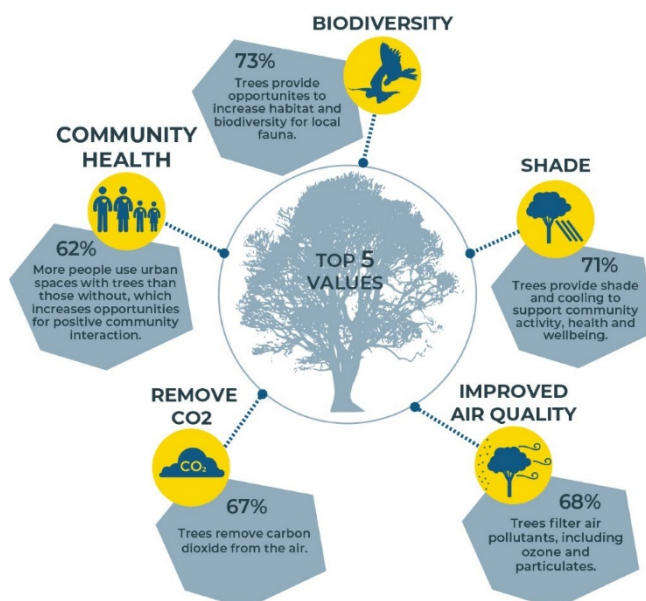 BIODIVERSITY
73%
Trees provide
opportunites to
increase habitat and
biodiversity for local
fauna.
SHADE
71%
Trees provide shade
and cooling to
support community
activity, health and
wellbeing.
IMPROVED
AIR QUALITY
68%
Trees filter air
pollutants, including
ozone and
particulates.
REMOVE
CO2
CO₂
67%
Trees remove carbon
dioxide from the air.
COMMUNITY
HEALTH
62%
More people use urban
spaces with trees than
those without, which
increases opportunities
for positive community
interaction.
TOP 5
VALUES